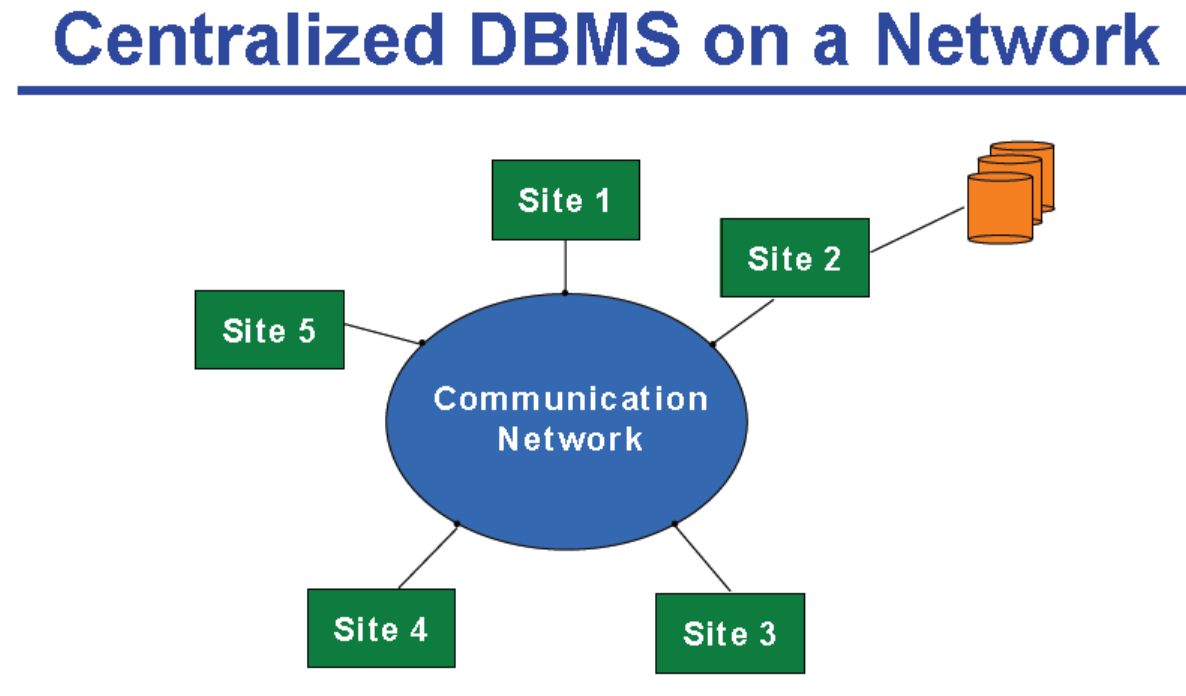 Centralized DBMS on a Network
Site 1
Site 2
Site 5
Communication
Network
Site 4
Site 3